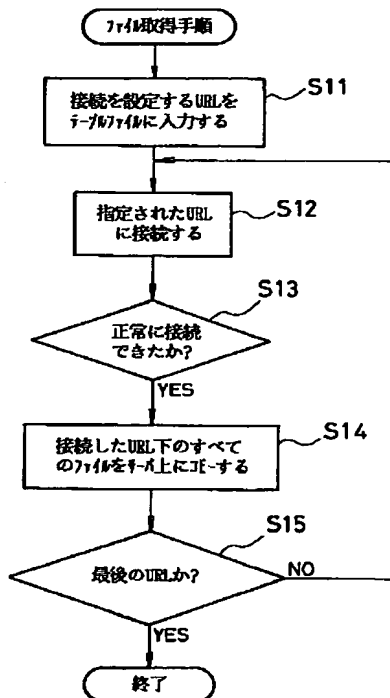 ファイル取得手順
接続を設定するURLを
テーブルファイルに入力する
S11
指定されたURL
に接続する
S12
正常に接続
できたか?
S13
YES
接続したURL下のすべて
のファイルをサーバ上にコピーする
S14
最後のURLか?
S15
NO
YES
終了